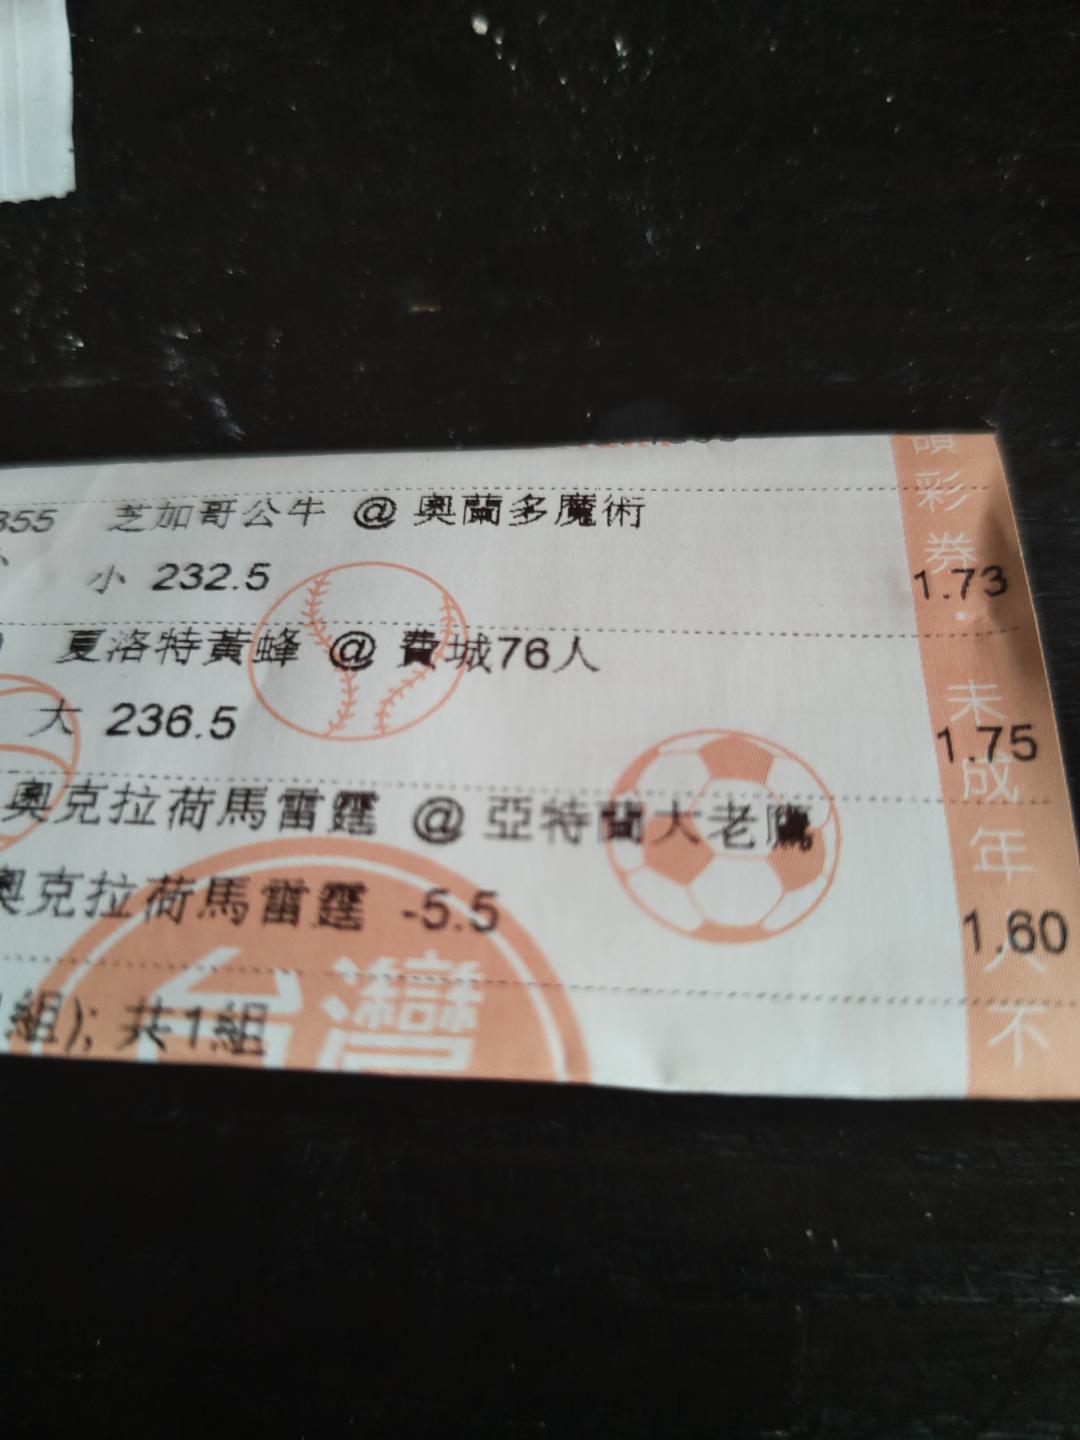 355 芝加哥公牛 @ 奧蘭多魔術
小 232.5 1.73
夏洛特黃蜂 @ 費城76人
大 236.5 1.75
奧克拉荷馬雷霆 @ 亞特蘭大老鷹
奧克拉荷馬雷霆 -5.5 1.60
組); 共1組
台灣
彩券．未成年人不